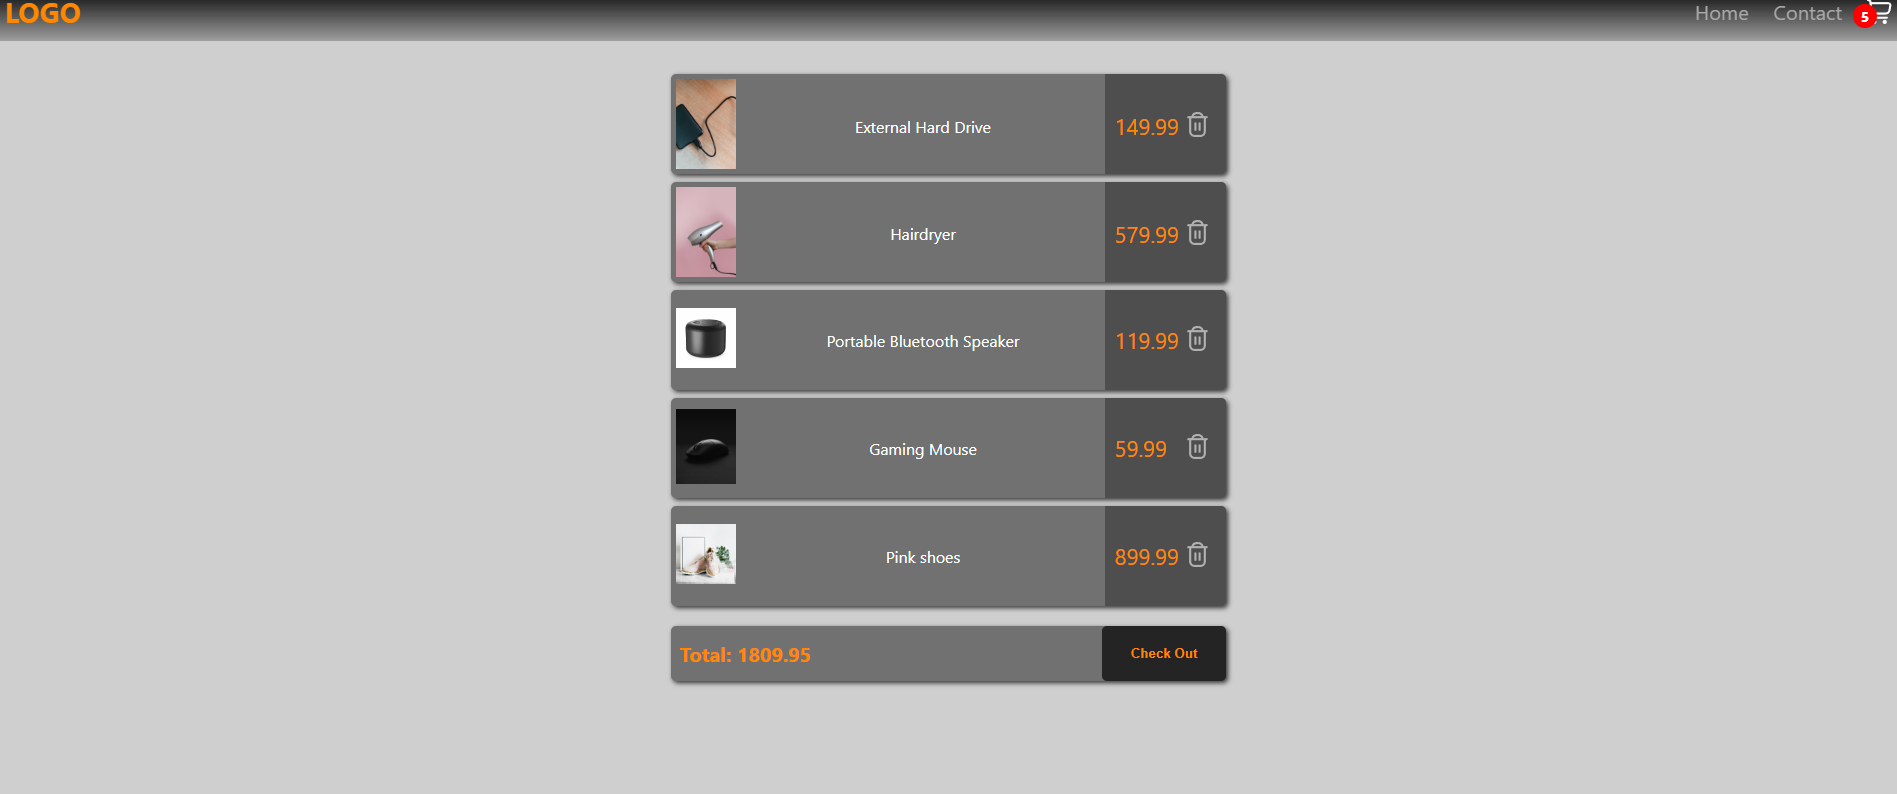 LOGO
Home Contact 5
External Hard Drive 149.99
Hairdryer 579.99
Portable Bluetooth Speaker 119.99
Gaming Mouse 59.99
Pink shoes 899.99
Total: 1809.95 Check Out